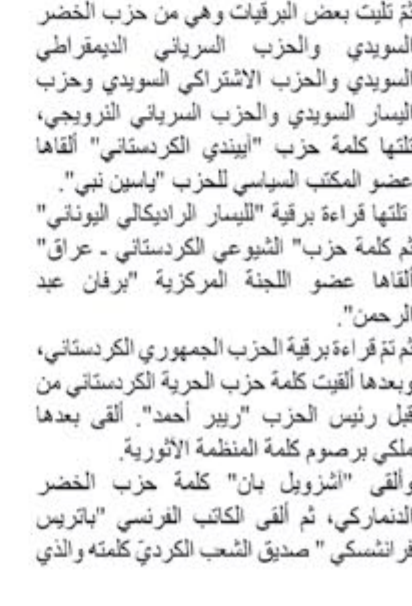 ثمّ تليت بعض البرقيات وهي من حزب الخضر
السويدي والحزب السرياني الديمقراطي
السويدي والحزب الاشتراكي السويدي وحزب
اليسار السويدي والحزب السرياني النرويجي،
تلتها كلمة حزب "آييندي الكردستاني" ألقاها
عضو المكتب السياسي للحزب "ياسين نبي".
تلتها قراءة برقية "لليسار الراديكالي اليوناني"
ثم كلمة حزب" الشيوعي الكردستاني ـ عراق"
ألقاها عضو اللجنة المركزية "برفان عبد
الرحمن".
ثم تمّ قراءة برقية الحزب الجمهوري الكردستاني،
وبعدها ألقيت كلمة حزب الحرية الكردستاني من
قبل رئيس الحزب "ريبر أحمد". ألقى بعدها
ملكي برصوم كلمة المنظمة الآثورية.
وألقى "آشزويل بان" كلمة حزب الخضر
الدنماركي، ثم ألقى الكاتب الفرنسي "باتريس
فرانشسكي " صديق الشعب الكرديّ كلمته والذي